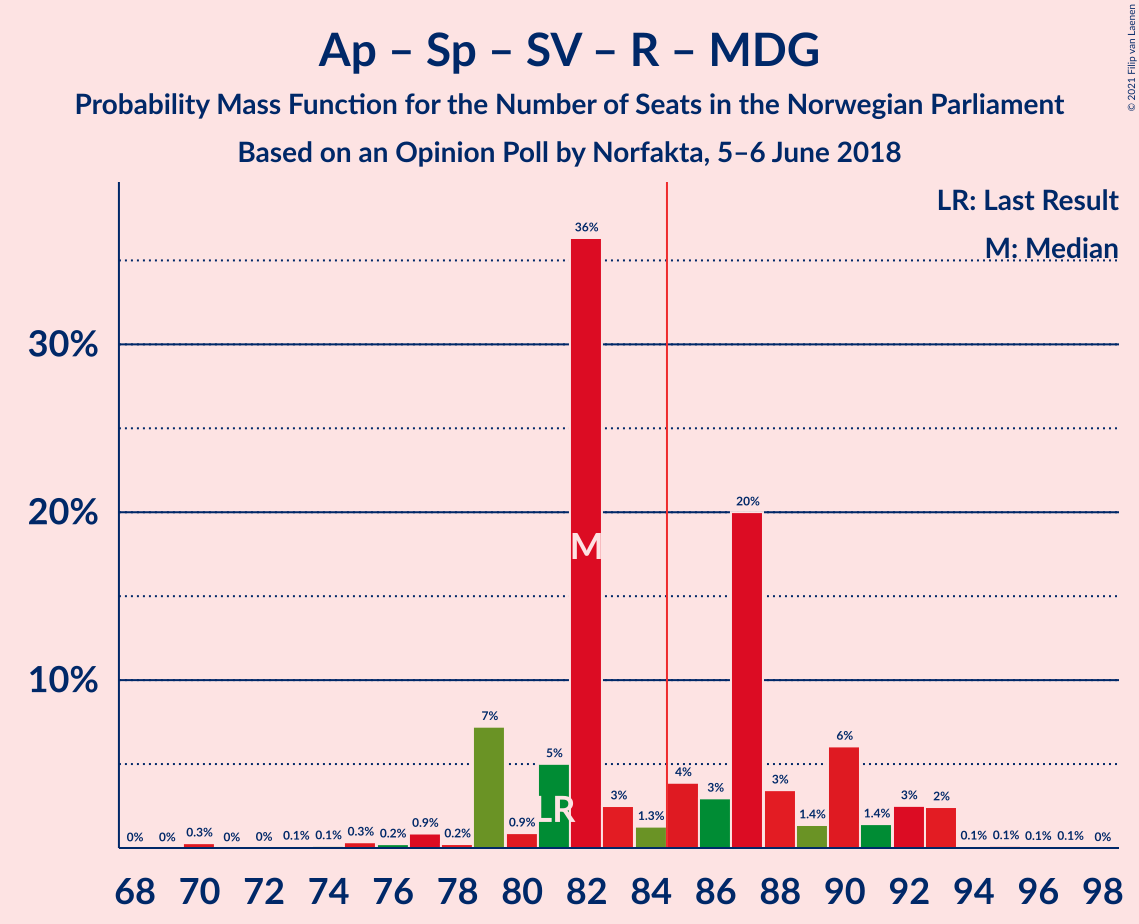 Ap – Sp – SV – R – MDG
Probability Mass Function for the Number of Seats in the Norwegian Parliament
Based on an Opinion Poll by Norfakta, 5–6 June 2018
© 2021 Filip van Laenen
LR: Last Result
M: Median
30%
20%
10%
0% 0% 0.3% 0% 0% 0.1% 0.1% 0.3% 0.2% 0.9% 0.2% 7% 0.9% 5% 36% 3% 1.3% 4% 3% 20% 3% 1.4% 6% 1.4% 3% 2% 0.1% 0.1% 0.1% 0.1% 0%
M
LR
68 70 72 74 76 78 80 82 84 86 88 90 92 94 96 98